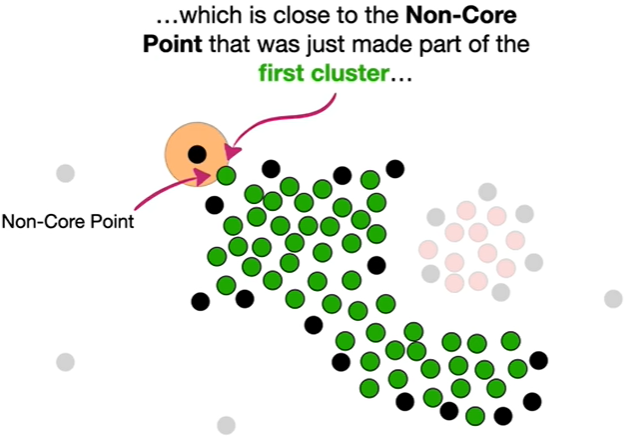 ...which is close to the Non-Core
Point that was just made part of the
first cluster...
Non-Core Point